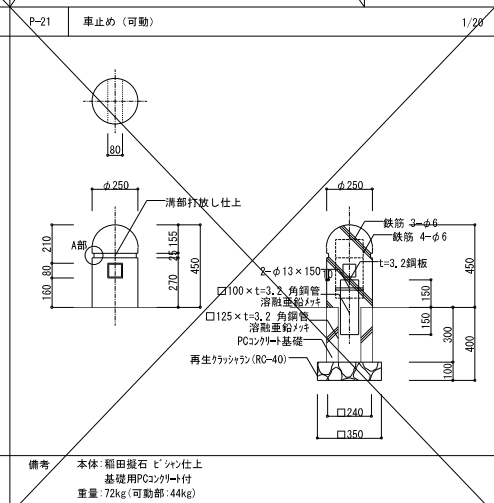 P-21 車止め (可動) 1/20
80
φ250
溝部打放し仕上
A部
210
80
160
155
25
270
450
φ250
鉄筋 3-φ6
鉄筋 4-φ6
t=3.2鋼板
2-φ13×150
□100×t=3.2 角鋼管
溶融亜鉛メッキ
□125×t=3.2 角鋼管
溶融亜鉛メッキ
PCコンクリート基礎
再生クラッシャラン(RC-40)
150
150
450
300
100
400
□240
□350
備考 本体:稲田擬石 ビシャン仕上
基礎用PCコンクリート付
重量:72kg(可動部:44kg)